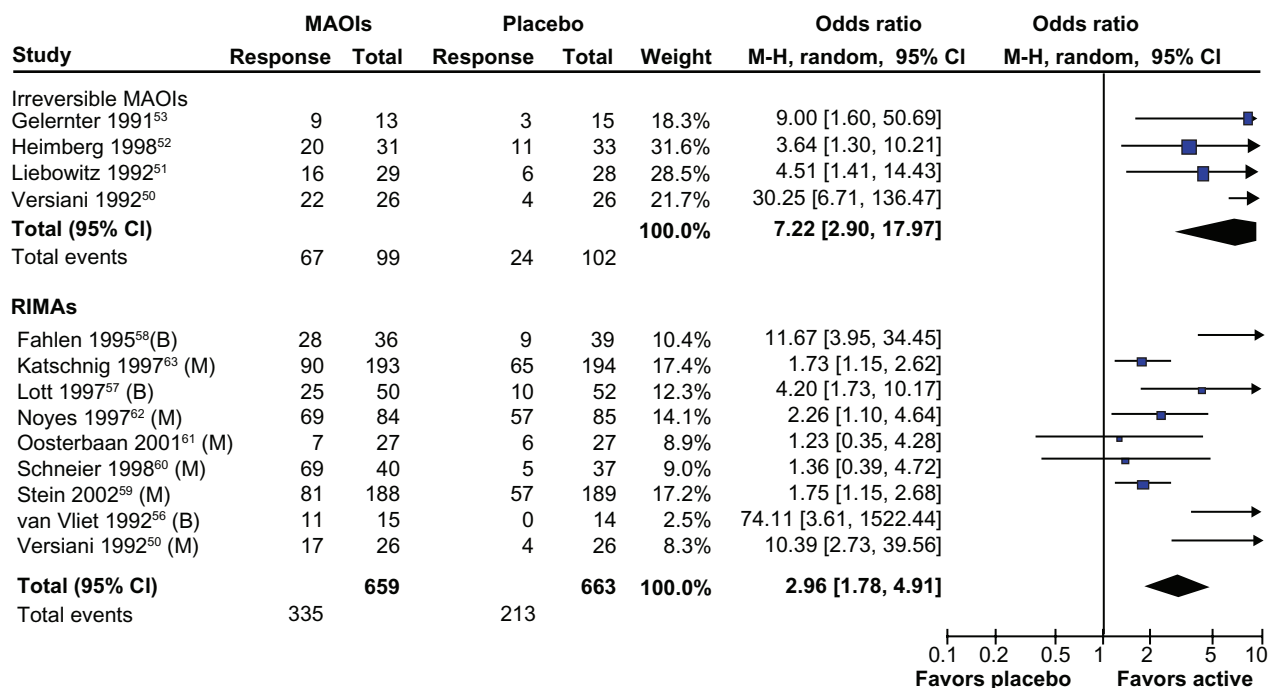 MAOIs Placebo Odds ratio Odds ratio
Study Response Total Response Total Weight M-H, random, 95% CI M-H, random, 95% CI
Irreversible MAOIs
Gelernter 1991⁵³ 9 13 3 15 18.3% 9.00 [1.60, 50.69]
Heimberg 1998⁵² 20 31 11 33 31.6% 3.64 [1.30, 10.21]
Liebowitz 1992⁵¹ 16 29 6 28 28.5% 4.51 [1.41, 14.43]
Versiani 1992⁵⁰ 22 26 4 26 21.7% 30.25 [6.71, 136.47]
Total (95% CI) 100.0% 7.22 [2.90, 17.97]
Total events 67 99 24 102
RIMAs
Fahlen 1995⁵⁸(B) 28 36 9 39 10.4% 11.67 [3.95, 34.45]
Katschnig 1997⁶³ (M) 90 193 65 194 17.4% 1.73 [1.15, 2.62]
Lott 1997⁵⁷ (B) 25 50 10 52 12.3% 4.20 [1.73, 10.17]
Noyes 1997⁶² (M) 69 84 57 85 14.1% 2.26 [1.10, 4.64]
Oosterbaan 2001⁶¹ (M) 7 27 6 27 8.9% 1.23 [0.35, 4.28]
Schneier 1998⁶⁰ (M) 69 40 5 37 9.0% 1.36 [0.39, 4.72]
Stein 2002⁵⁹ (M) 81 188 57 189 17.2% 1.75 [1.15, 2.68]
van Vliet 1992⁵⁶ (B) 11 15 0 14 2.5% 74.11 [3.61, 1522.44]
Versiani 1992⁵⁰ (M) 17 26 4 26 8.3% 10.39 [2.73, 39.56]
Total (95% CI) 659 663 100.0% 2.96 [1.78, 4.91]
Total events 335 213
0.1 0.2 0.5 1 2 5 10
Favors placebo Favors active